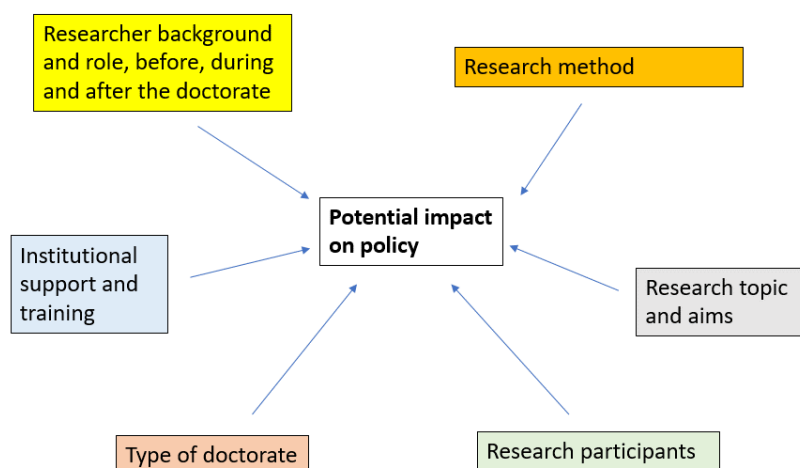 Researcher background
and role, before, during
and after the doctorate
Research method
Potential impact
on policy
Institutional
support and
training
Research topic
and aims
Type of doctorate
Research participants